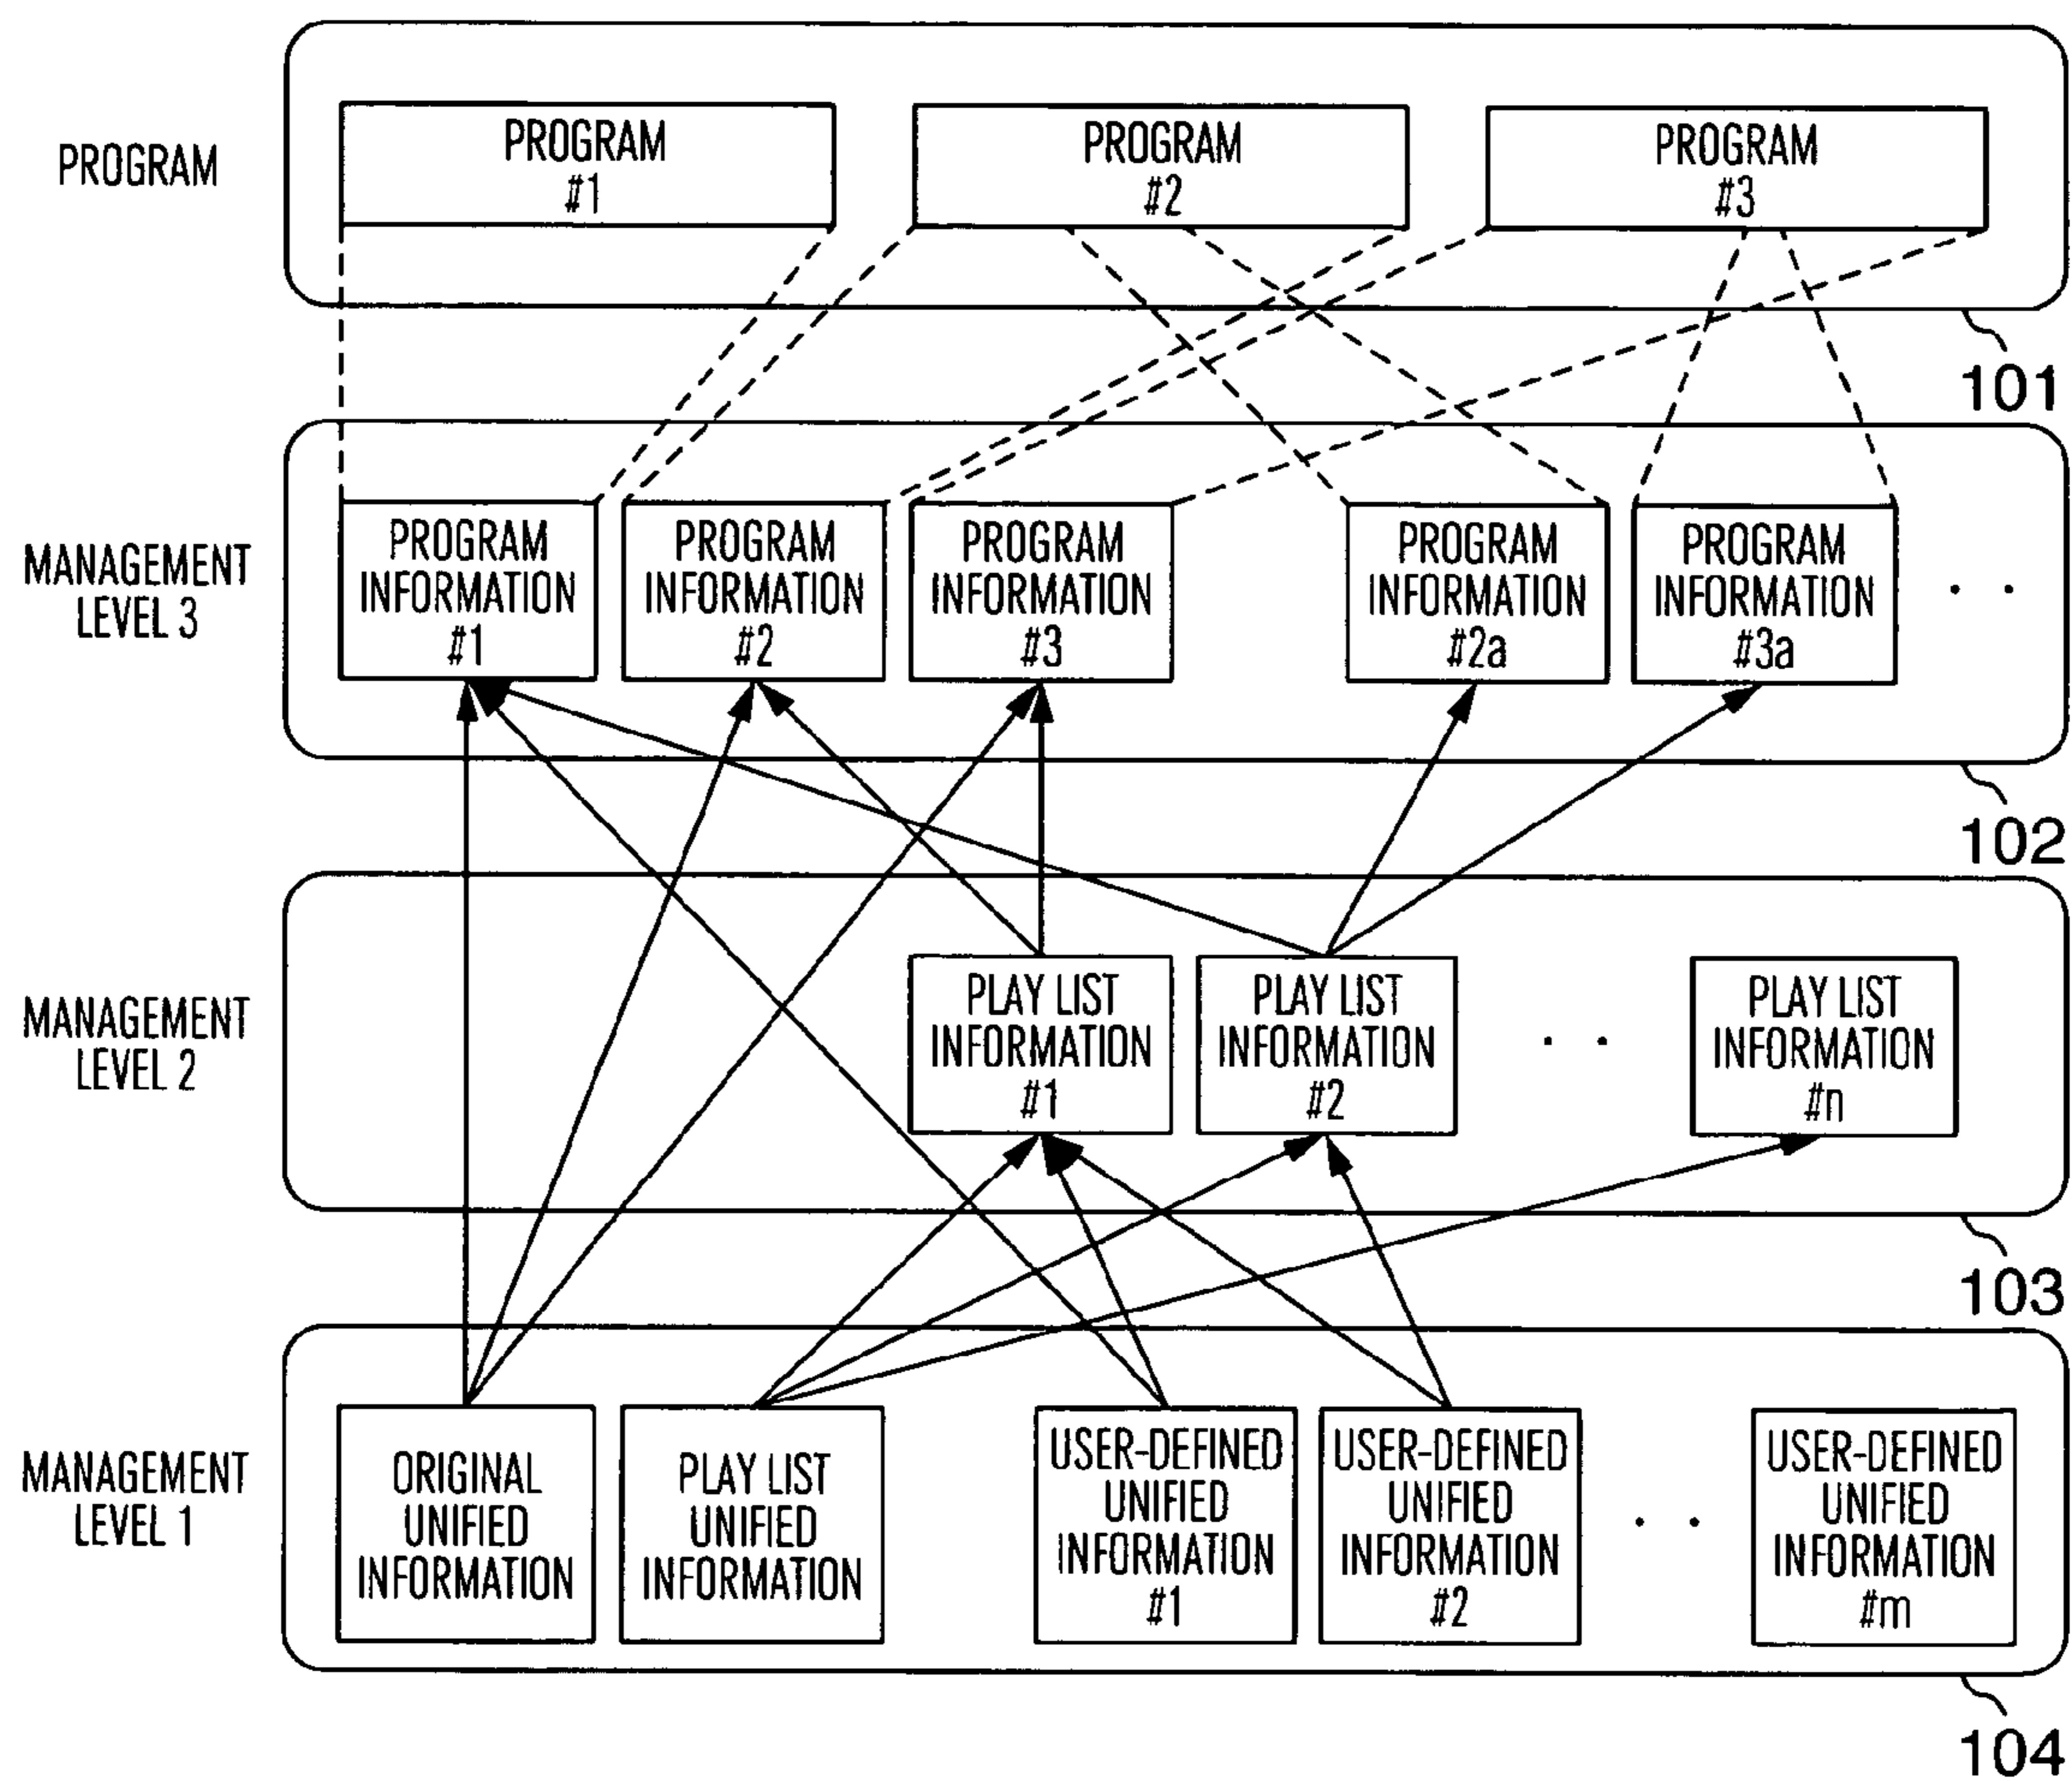 PROGRAM
PROGRAM
#1
PROGRAM
#2
PROGRAM
#3
101
MANAGEMENT
LEVEL 3
PROGRAM
INFORMATION
#1
PROGRAM
INFORMATION
#2
PROGRAM
INFORMATION
#3
PROGRAM
INFORMATION
#2a
PROGRAM
INFORMATION
#3a
102
MANAGEMENT
LEVEL 2
PLAY LIST
INFORMATION
#1
PLAY LIST
INFORMATION
#2
PLAY LIST
INFORMATION
#n
103
MANAGEMENT
LEVEL 1
ORIGINAL
UNIFIED
INFORMATION
PLAY LIST
UNIFIED
INFORMATION
USER-DEFINED
UNIFIED
INFORMATION
#1
USER-DEFINED
UNIFIED
INFORMATION
#2
USER-DEFINED
UNIFIED
INFORMATION
#m
104